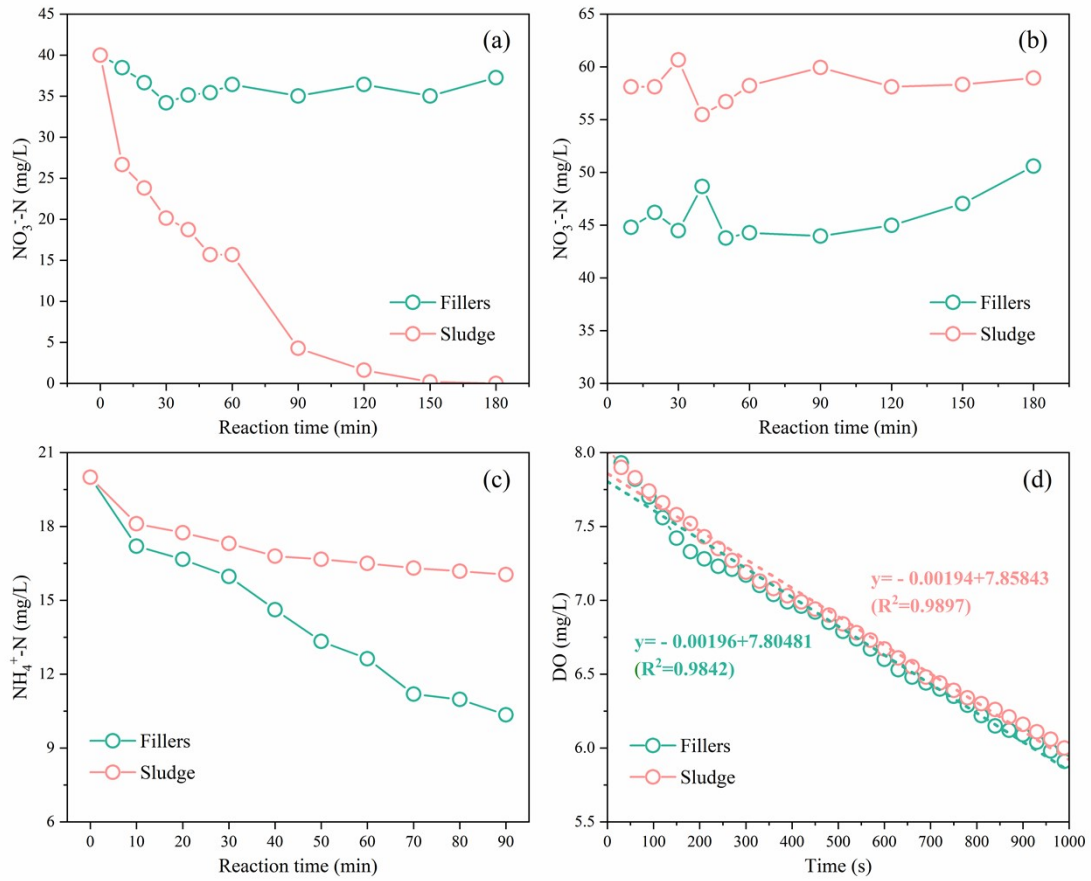 (a)
NO₃⁻-N (mg/L)
45
40
35
30
25
20
15
10
5
0
Fillers
Sludge
0 30 60 90 120 150 180
Reaction time (min)
(b)
NO₃⁻-N (mg/L)
65
60
55
50
45
40
35
30
Fillers
Sludge
0 30 60 90 120 150 180
Reaction time (min)
(c)
NH₄⁺-N (mg/L)
21
18
15
12
9
6
Fillers
Sludge
0 10 20 30 40 50 60 70 80 90
Reaction time (min)
(d)
DO (mg/L)
8.0
7.5
7.0
6.5
6.0
5.5
y= - 0.00194+7.85843
(R²=0.9897)
y= - 0.00196+7.80481
(R²=0.9842)
Fillers
Sludge
0 100 200 300 400 500 600 700 800 900 1000
Time (s)